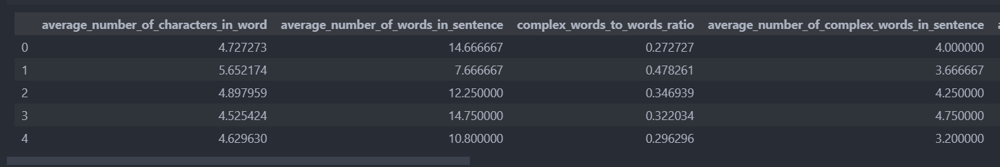 average_number_of_characters_in_word average_number_of_words_in_sentence complex_words_to_words_ratio average_number_of_complex_words_in_sentence
0 4.727273 14.666667 0.272727 4.000000
1 5.652174 7.666667 0.478261 3.666667
2 4.897959 12.250000 0.346939 4.250000
3 4.525424 14.750000 0.322034 4.750000
4 4.629630 10.800000 0.296296 3.200000